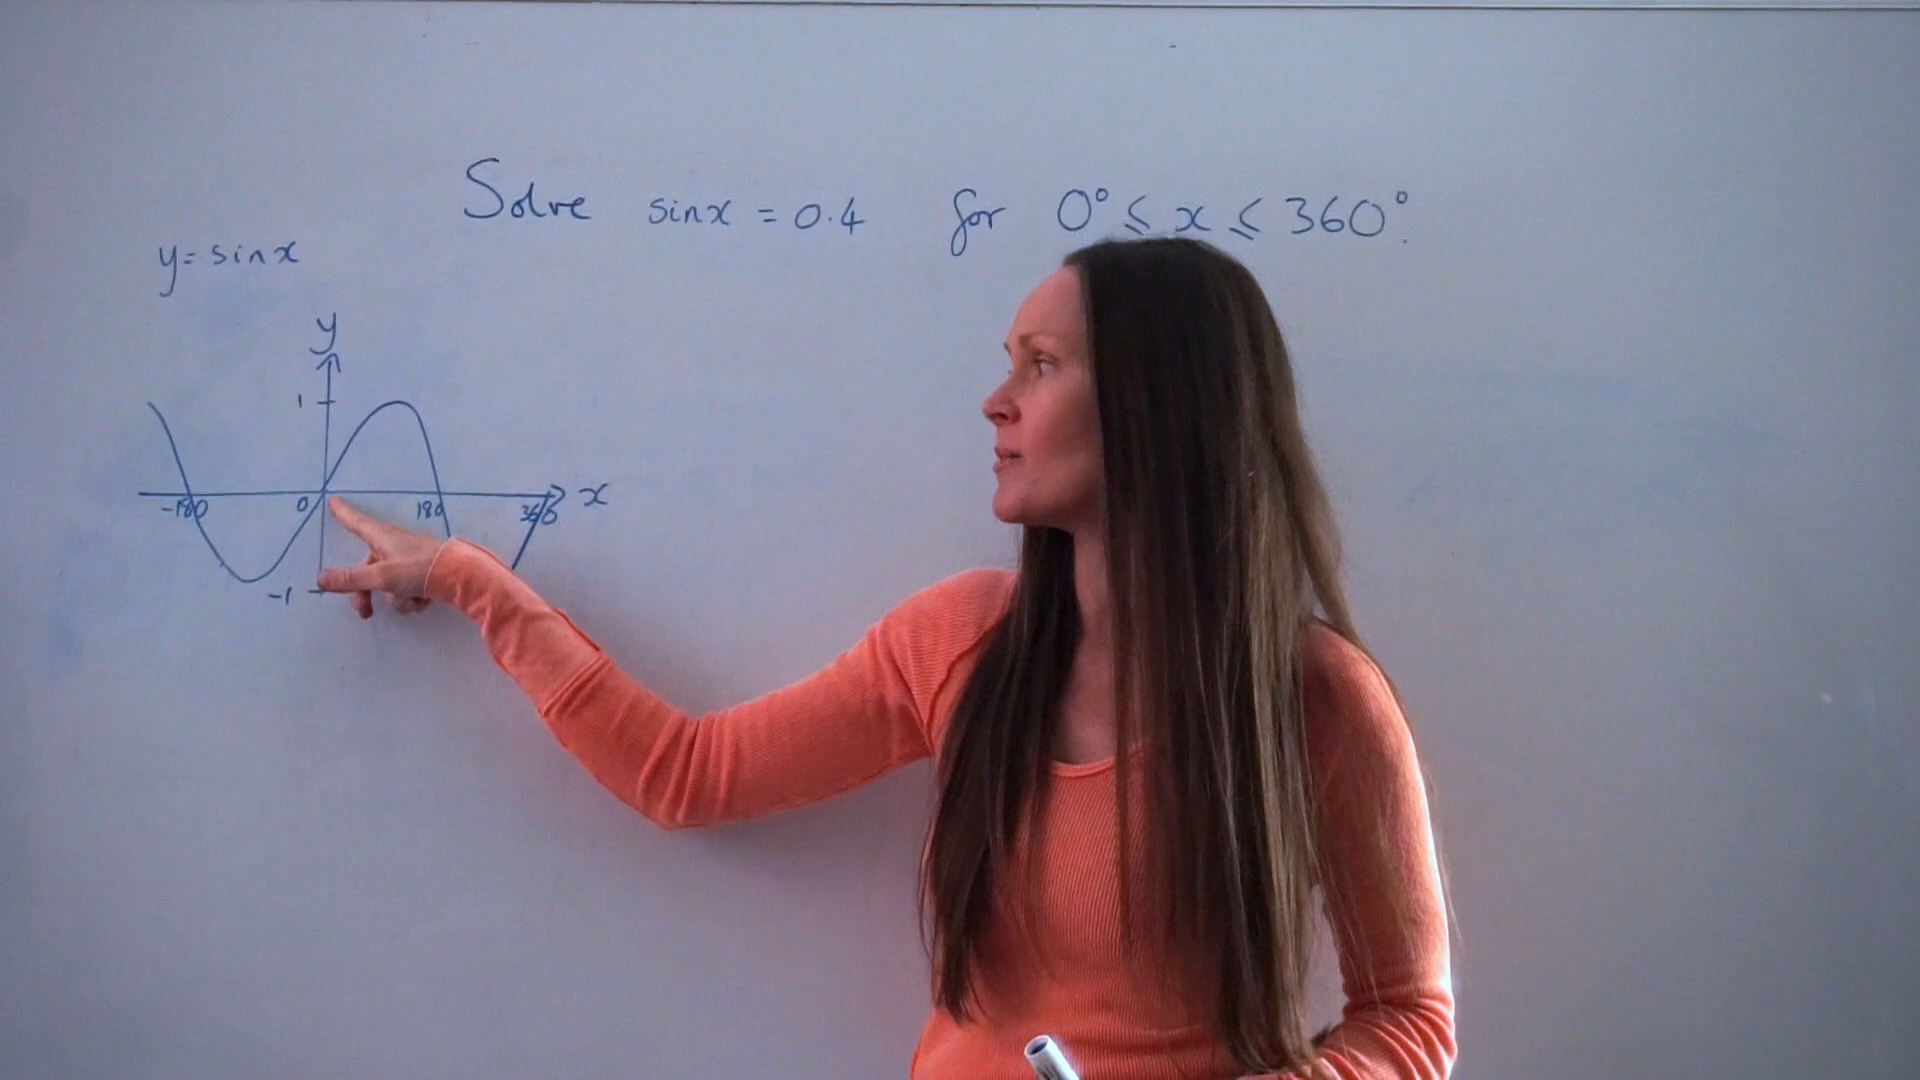 Solve sinx = 0.4 for 0° ≤ x ≤ 360°.
y = sinx
y
1
-180 0 180 360 x
-1